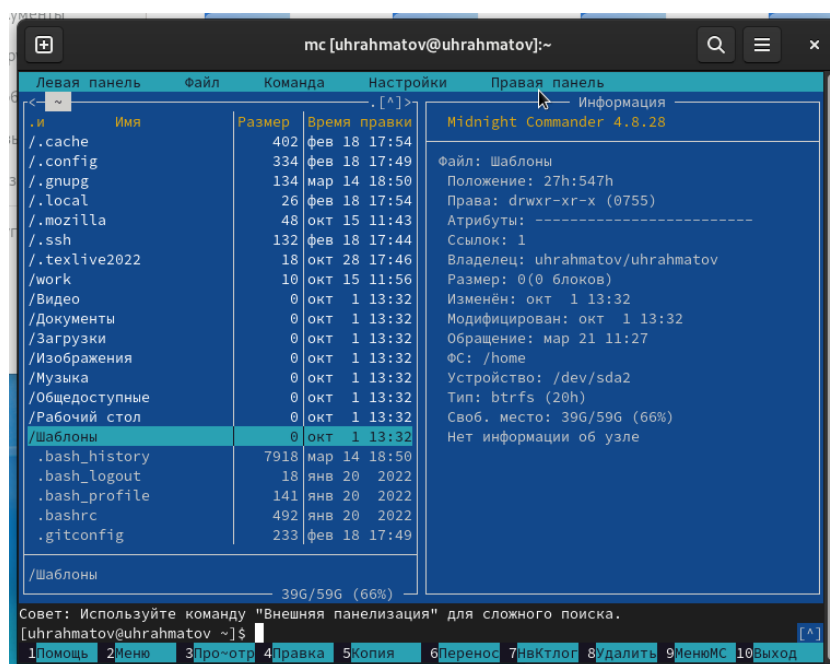 mc [uhrahmatov@uhrahmatov]:~
Левая панель Файл Команда Настройки Правая панель
<— ~ .[^]>
.и Имя Размер Время правки
/.cache 402 фев 18 17:54
/.config 334 фев 18 17:49
/.gnupg 134 мар 14 18:50
/.local 26 фев 18 17:54
/.mozilla 48 окт 15 11:43
/.ssh 132 фев 18 17:44
/.texlive2022 18 окт 28 17:46
/work 10 окт 15 11:56
/Видео 0 окт 1 13:32
/Документы 0 окт 1 13:32
/Загрузки 0 окт 1 13:32
/Изображения 0 окт 1 13:32
/Музыка 0 окт 1 13:32
/Общедоступные 0 окт 1 13:32
/Рабочий стол 0 окт 1 13:32
/Шаблоны 0 окт 1 13:32
.bash_history 7918 мар 14 18:50
.bash_logout 18 янв 20 2022
.bash_profile 141 янв 20 2022
.bashrc 492 янв 20 2022
.gitconfig 233 фев 18 17:49
/Шаблоны
39G/59G (66%)
Информация
Midnight Commander 4.8.28
Файл: Шаблоны
Положение: 27h:547h
Права: drwxr-xr-x (0755)
Атрибуты: -------------------------
Ссылок: 1
Владелец: uhrahmatov/uhrahmatov
Размер: 0(0 блоков)
Изменён: окт 1 13:32
Модифицирован: окт 1 13:32
Обращение: мар 21 11:27
ФС: /home
Устройство: /dev/sda2
Тип: btrfs (20h)
Своб. место: 39G/59G (66%)
Нет информации об узле
Совет: Используйте команду "Внешняя панелизация" для сложного поиска.
[uhrahmatov@uhrahmatov ~]$ [^]
1Помощь 2Меню 3Про~отр 4Правка 5Копия 6Перенос 7НвКтлог 8Удалить 9МенюМС 10Выход